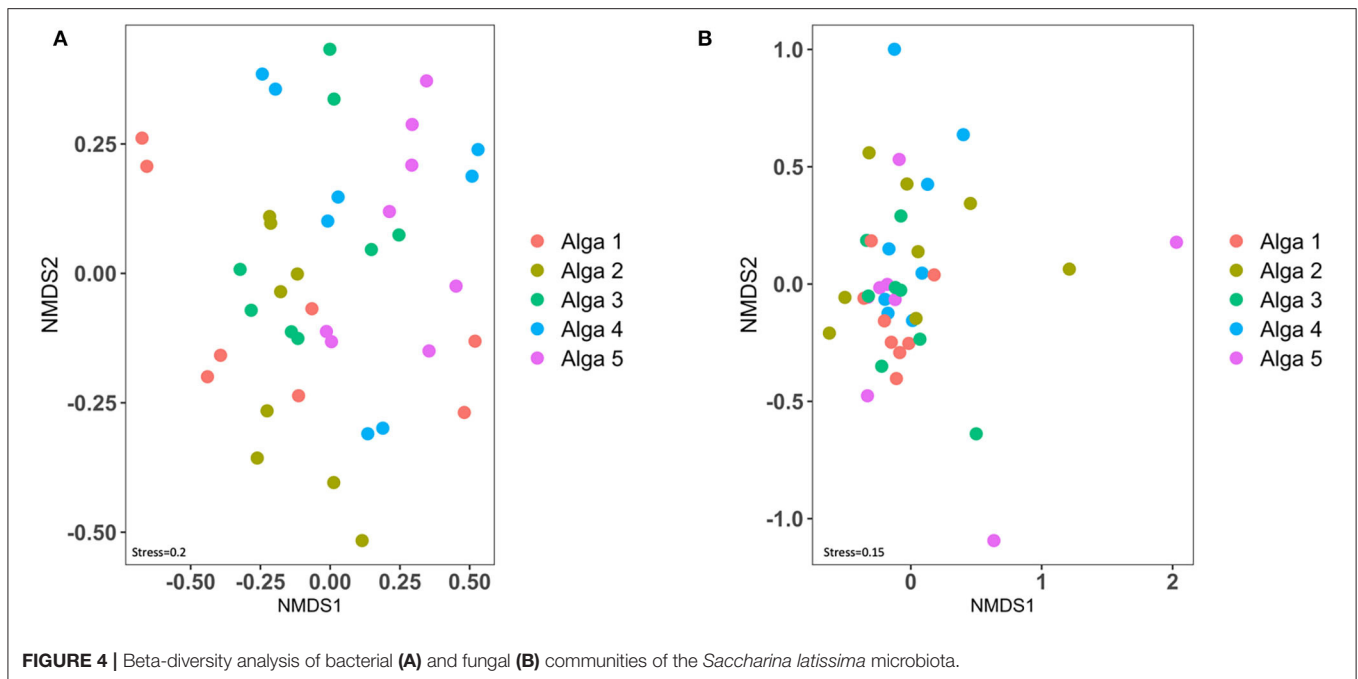 A
NMDS2
0.25
0.00
-0.25
-0.50
Stress=0.2
-0.50 -0.25 0.00 0.25 0.50
NMDS1
Alga 1
Alga 2
Alga 3
Alga 4
Alga 5
B
NMDS2
1.0
0.5
0.0
-0.5
-1.0
Stress=0.15
0 1 2
NMDS1
Alga 1
Alga 2
Alga 3
Alga 4
Alga 5
FIGURE 4 | Beta-diversity analysis of bacterial (A) and fungal (B) communities of the Saccharina latissima microbiota.